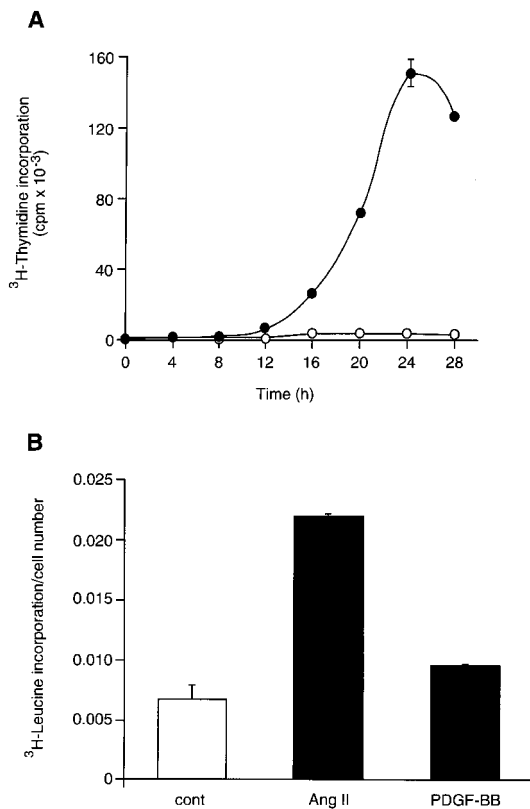 A
160
120
80
40
0
³H-Thymidine incorporation
(cpm x 10⁻³)
0 4 8 12 16 20 24 28
Time (h)
B
0.025
0.020
0.015
0.010
0.005
0
³H-Leucine incorporation/cell number
cont Ang II PDGF-BB